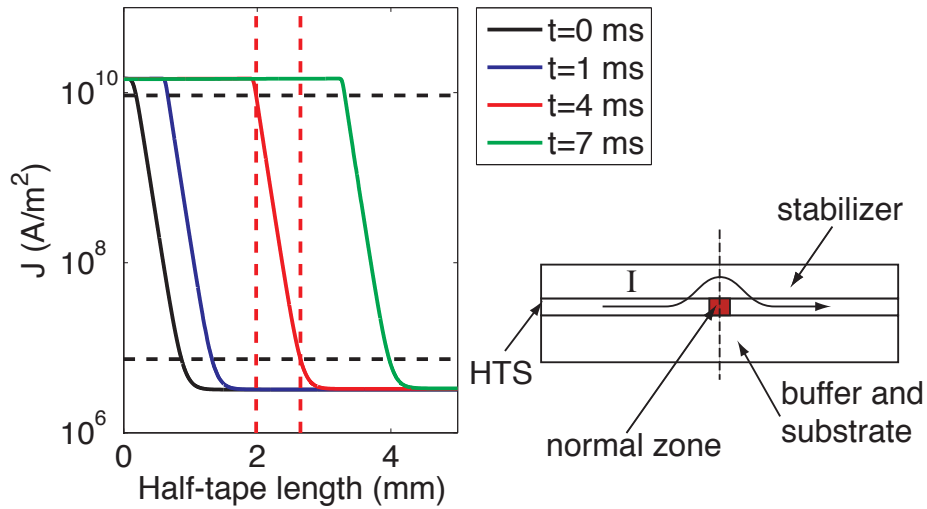 10^10
10^8
10^6
J (A/m^2)
0
2
4
Half-tape length (mm)
t=0 ms
t=1 ms
t=4 ms
t=7 ms
stabilizer
I
HTS
buffer and
substrate
normal zone